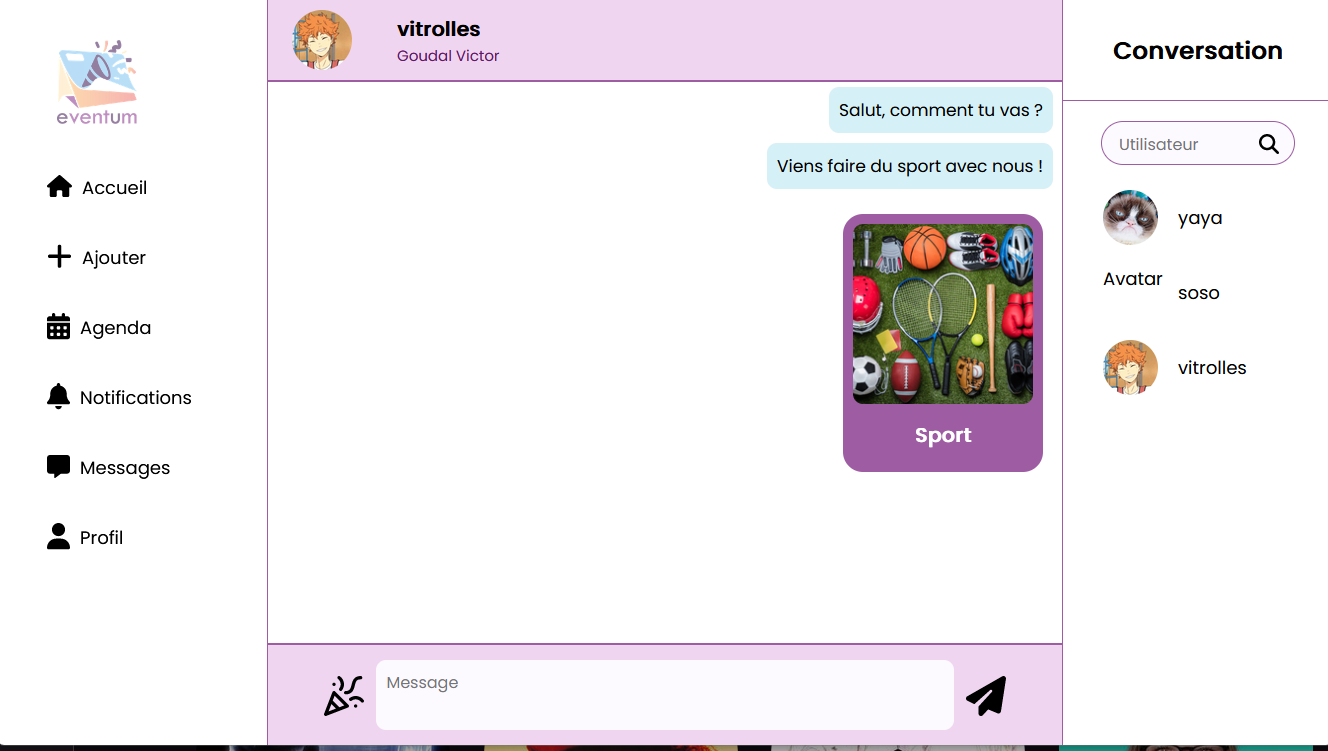 eventum
Accueil
Ajouter
Agenda
Notifications
Messages
Profil
vitrolles
Goudal Victor
Salut, comment tu vas ?
Viens faire du sport avec nous !
Sport
Message
Conversation
Utilisateur
yaya
Avatar
soso
vitrolles